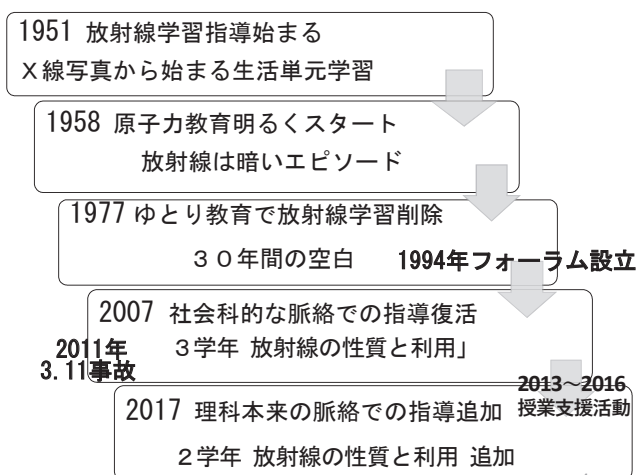 1951 放射線学習指導始まる
X線写真から始まる生活単元学習
1958 原子力教育明るくスタート
放射線は暗いエピソード
1977 ゆとり教育で放射線学習削除
30年間の空白
1994年フォーラム設立
2007 社会科的な脈絡での指導復活
3学年 放射線の性質と利用」
2011年
3.11事故
2013~2016
授業支援活動
2017 理科本来の脈絡での指導追加
2学年 放射線の性質と利用 追加